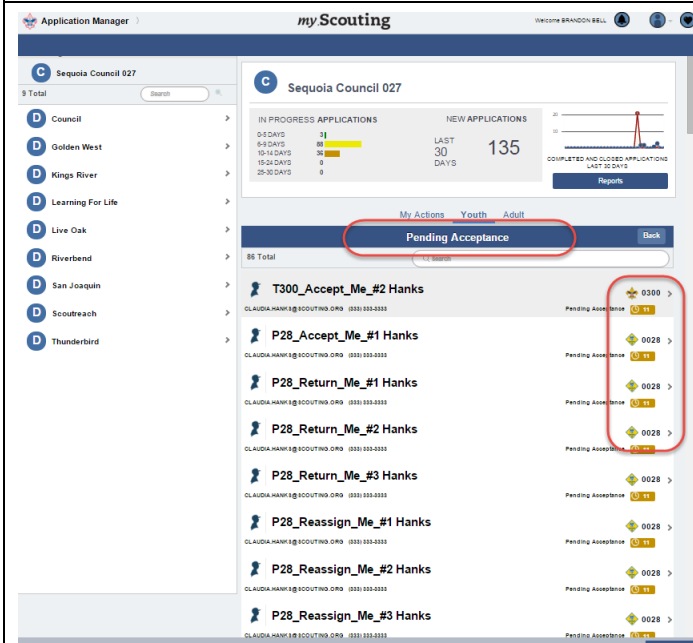 Application Manager
my.Scouting
Welcome BRANDON BELL
C Sequoia Council 027
9 Total
Search
D Council
D Golden West
D Kings River
D Learning For Life
D Live Oak
D Riverbend
D San Joaquin
D Scoutreach
D Thunderbird
C Sequoia Council 027
IN PROGRESS APPLICATIONS
0-5 DAYS 3
6-9 DAYS 88
10-14 DAYS 36
15-24 DAYS 0
25-30 DAYS 0
NEW APPLICATIONS
LAST 30 DAYS
135
20
10
COMPLETED AND CLOSED APPLICATIONS
LAST 30 DAYS
Reports
My Actions Youth Adult
Pending Acceptance
Back
86 Total
Search
T300_Accept_Me_#2 Hanks 0300
CLAUDIA.HANKS@SCOUTING.ORG (333) 333-3333 Pending Acceptance 11
P28_Accept_Me_#1 Hanks 0028
CLAUDIA.HANKS@SCOUTING.ORG (333) 333-3333 Pending Acceptance 11
P28_Return_Me_#1 Hanks 0028
CLAUDIA.HANKS@SCOUTING.ORG (333) 333-3333 Pending Acceptance 11
P28_Return_Me_#2 Hanks 0028
CLAUDIA.HANKS@SCOUTING.ORG (333) 333-3333 Pending Acceptance 11
P28_Return_Me_#3 Hanks 0028
CLAUDIA.HANKS@SCOUTING.ORG (333) 333-3333 Pending Acceptance 11
P28_Reassign_Me_#1 Hanks 0028
CLAUDIA.HANKS@SCOUTING.ORG (333) 333-3333 Pending Acceptance 11
P28_Reassign_Me_#2 Hanks 0028
CLAUDIA.HANKS@SCOUTING.ORG (333) 333-3333 Pending Acceptance 11
P28_Reassign_Me_#3 Hanks 0028
CLAUDIA.HANKS@SCOUTING.ORG (333) 333-3333 Pending Acceptance 11